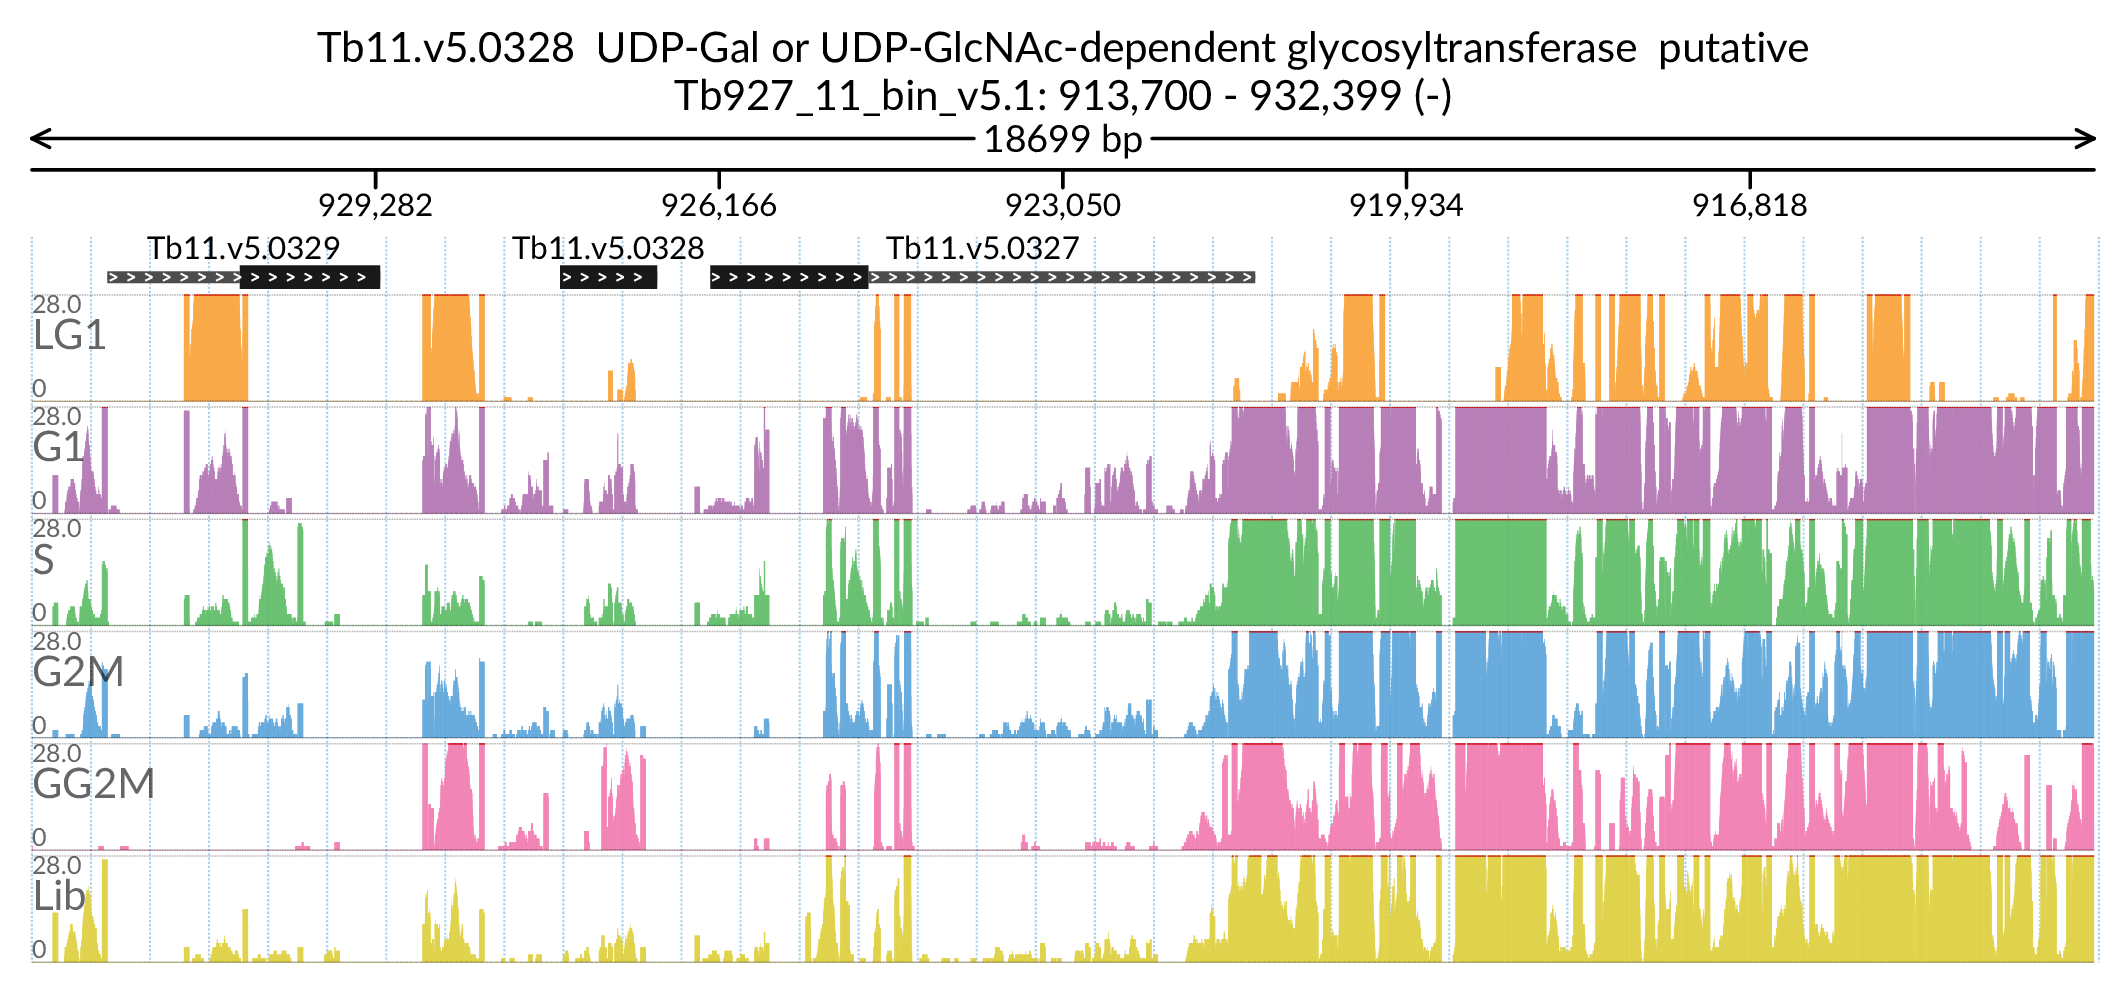 Tb11.v5.0328  UDP-Gal or UDP-GlcNAc-dependent glycosyltransferase  putative
Tb927_11_bin_v5.1: 913,700 - 932,399 (-)
18699 bp
929,282 926,166 923,050 919,934 916,818
Tb11.v5.0329 Tb11.v5.0328 Tb11.v5.0327
28.0
LG1
0
28.0
G1
0
28.0
S
0
28.0
G2M
0
28.0
GG2M
0
28.0
Lib
0